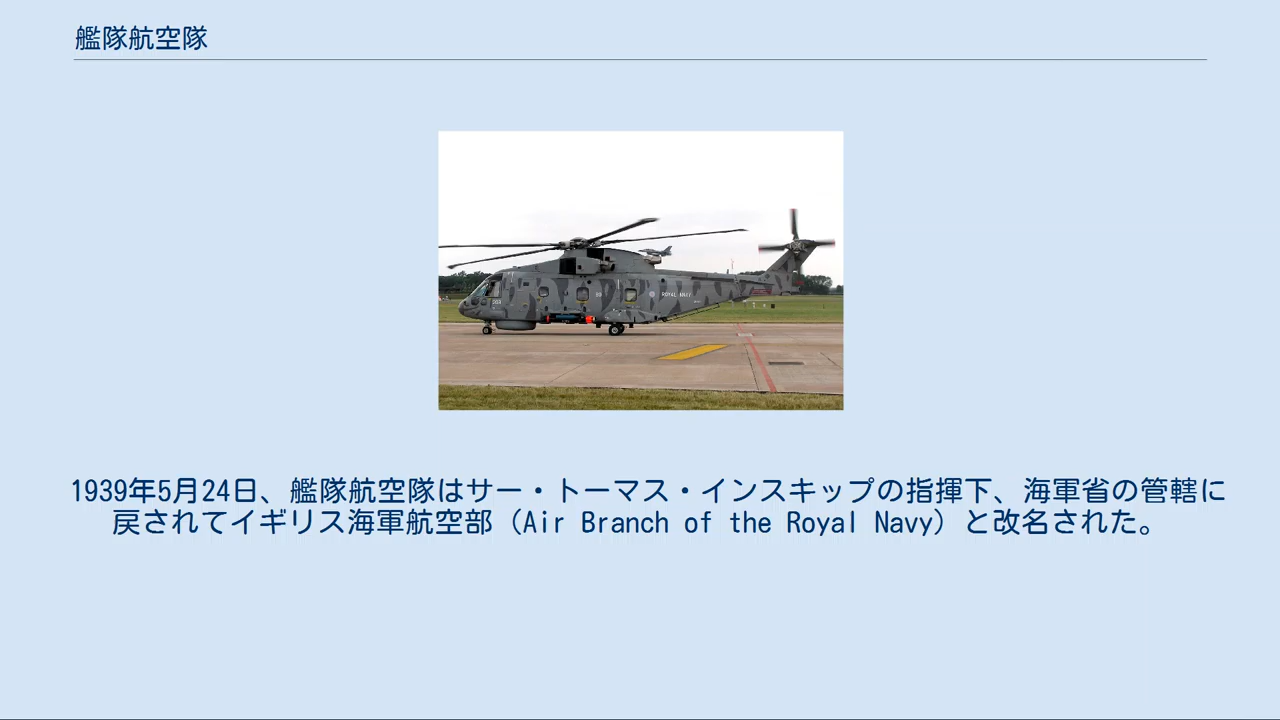 艦隊航空隊
ROYAL NAVY
1939年5月24日、艦隊航空隊はサー・トーマス・インスキップの指揮下、海軍省の管轄に
戻されてイギリス海軍航空部（Air Branch of the Royal Navy）と改名された。